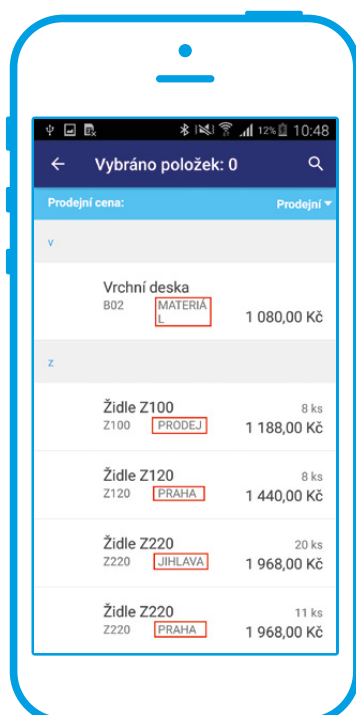 12% 10:48
Vybráno položek: 0
Prodejní cena: Prodejní
v
Vrchní deska
B02 MATERIÁ
L 1 080,00 Kč
z
Židle Z100 8 ks
Z100 PRODEJ 1 188,00 Kč
Židle Z120 8 ks
Z120 PRAHA 1 440,00 Kč
Židle Z220 20 ks
Z220 JIHLAVA 1 968,00 Kč
Židle Z220 11 ks
Z220 PRAHA 1 968,00 Kč